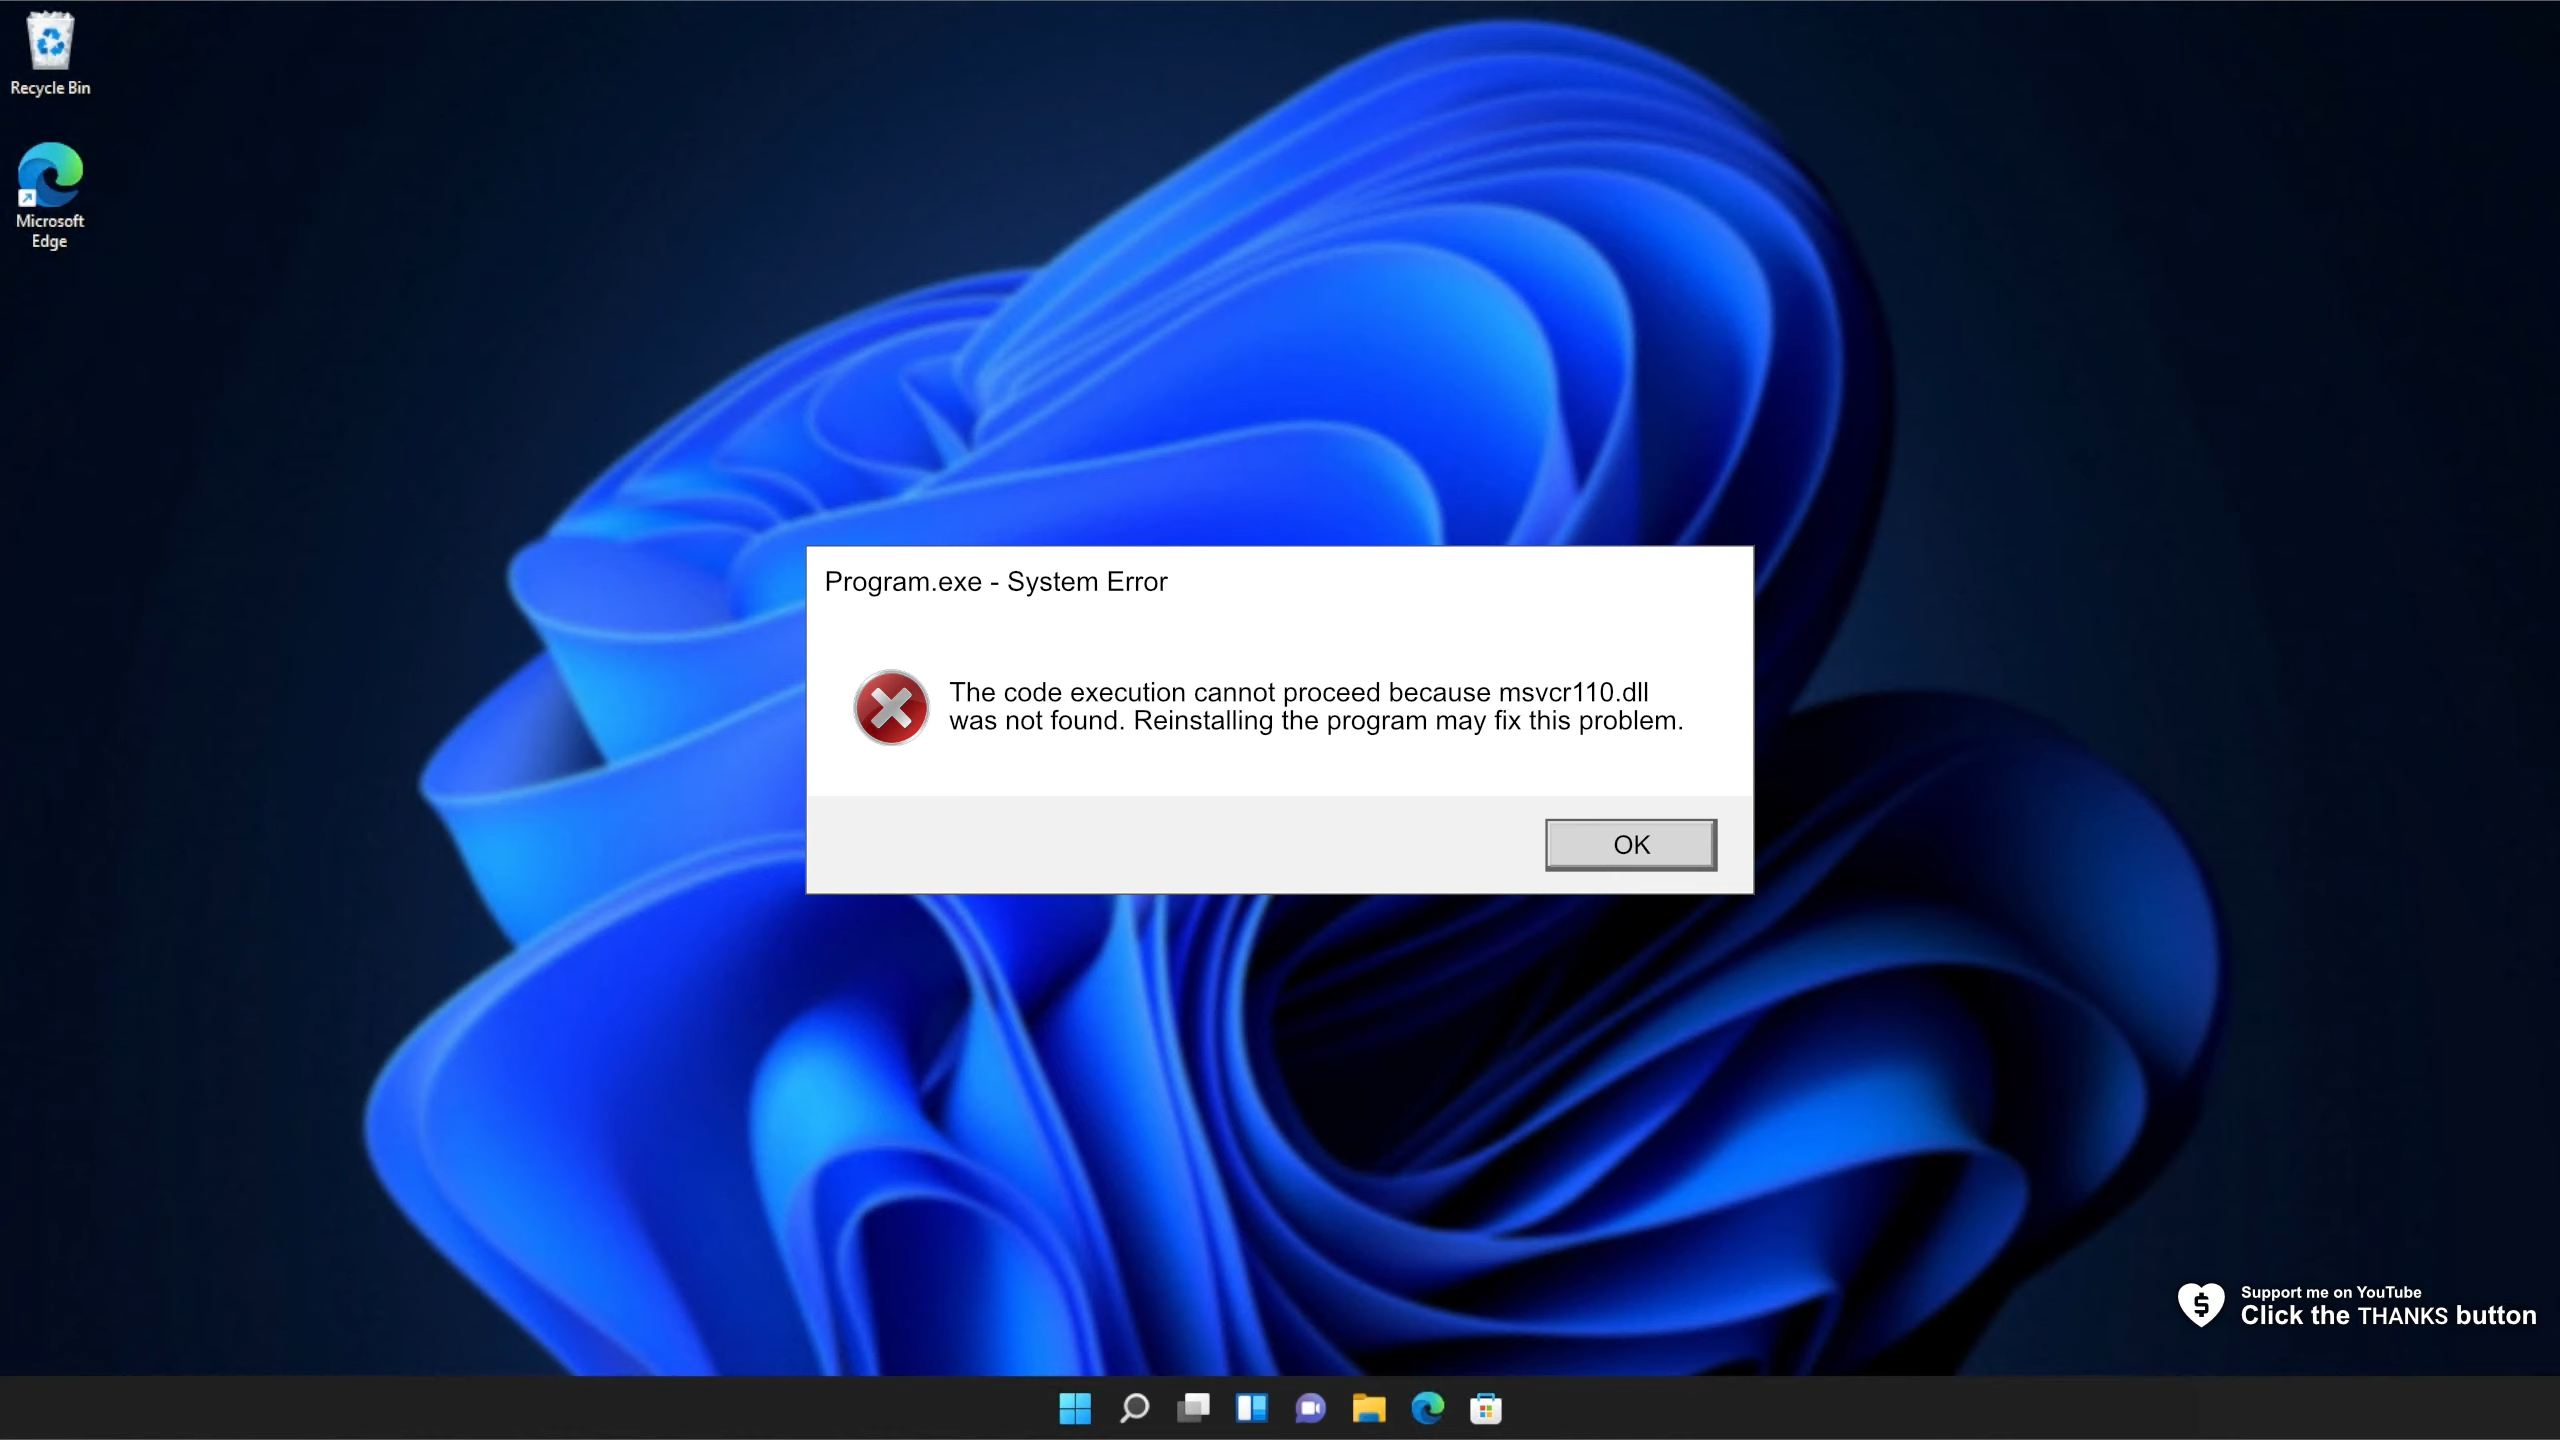 Recycle Bin
Microsoft
Edge
Program.exe - System Error
The code execution cannot proceed because msvcr110.dll
was not found. Reinstalling the program may fix this problem.
OK
Support me on YouTube
Click the THANKS button